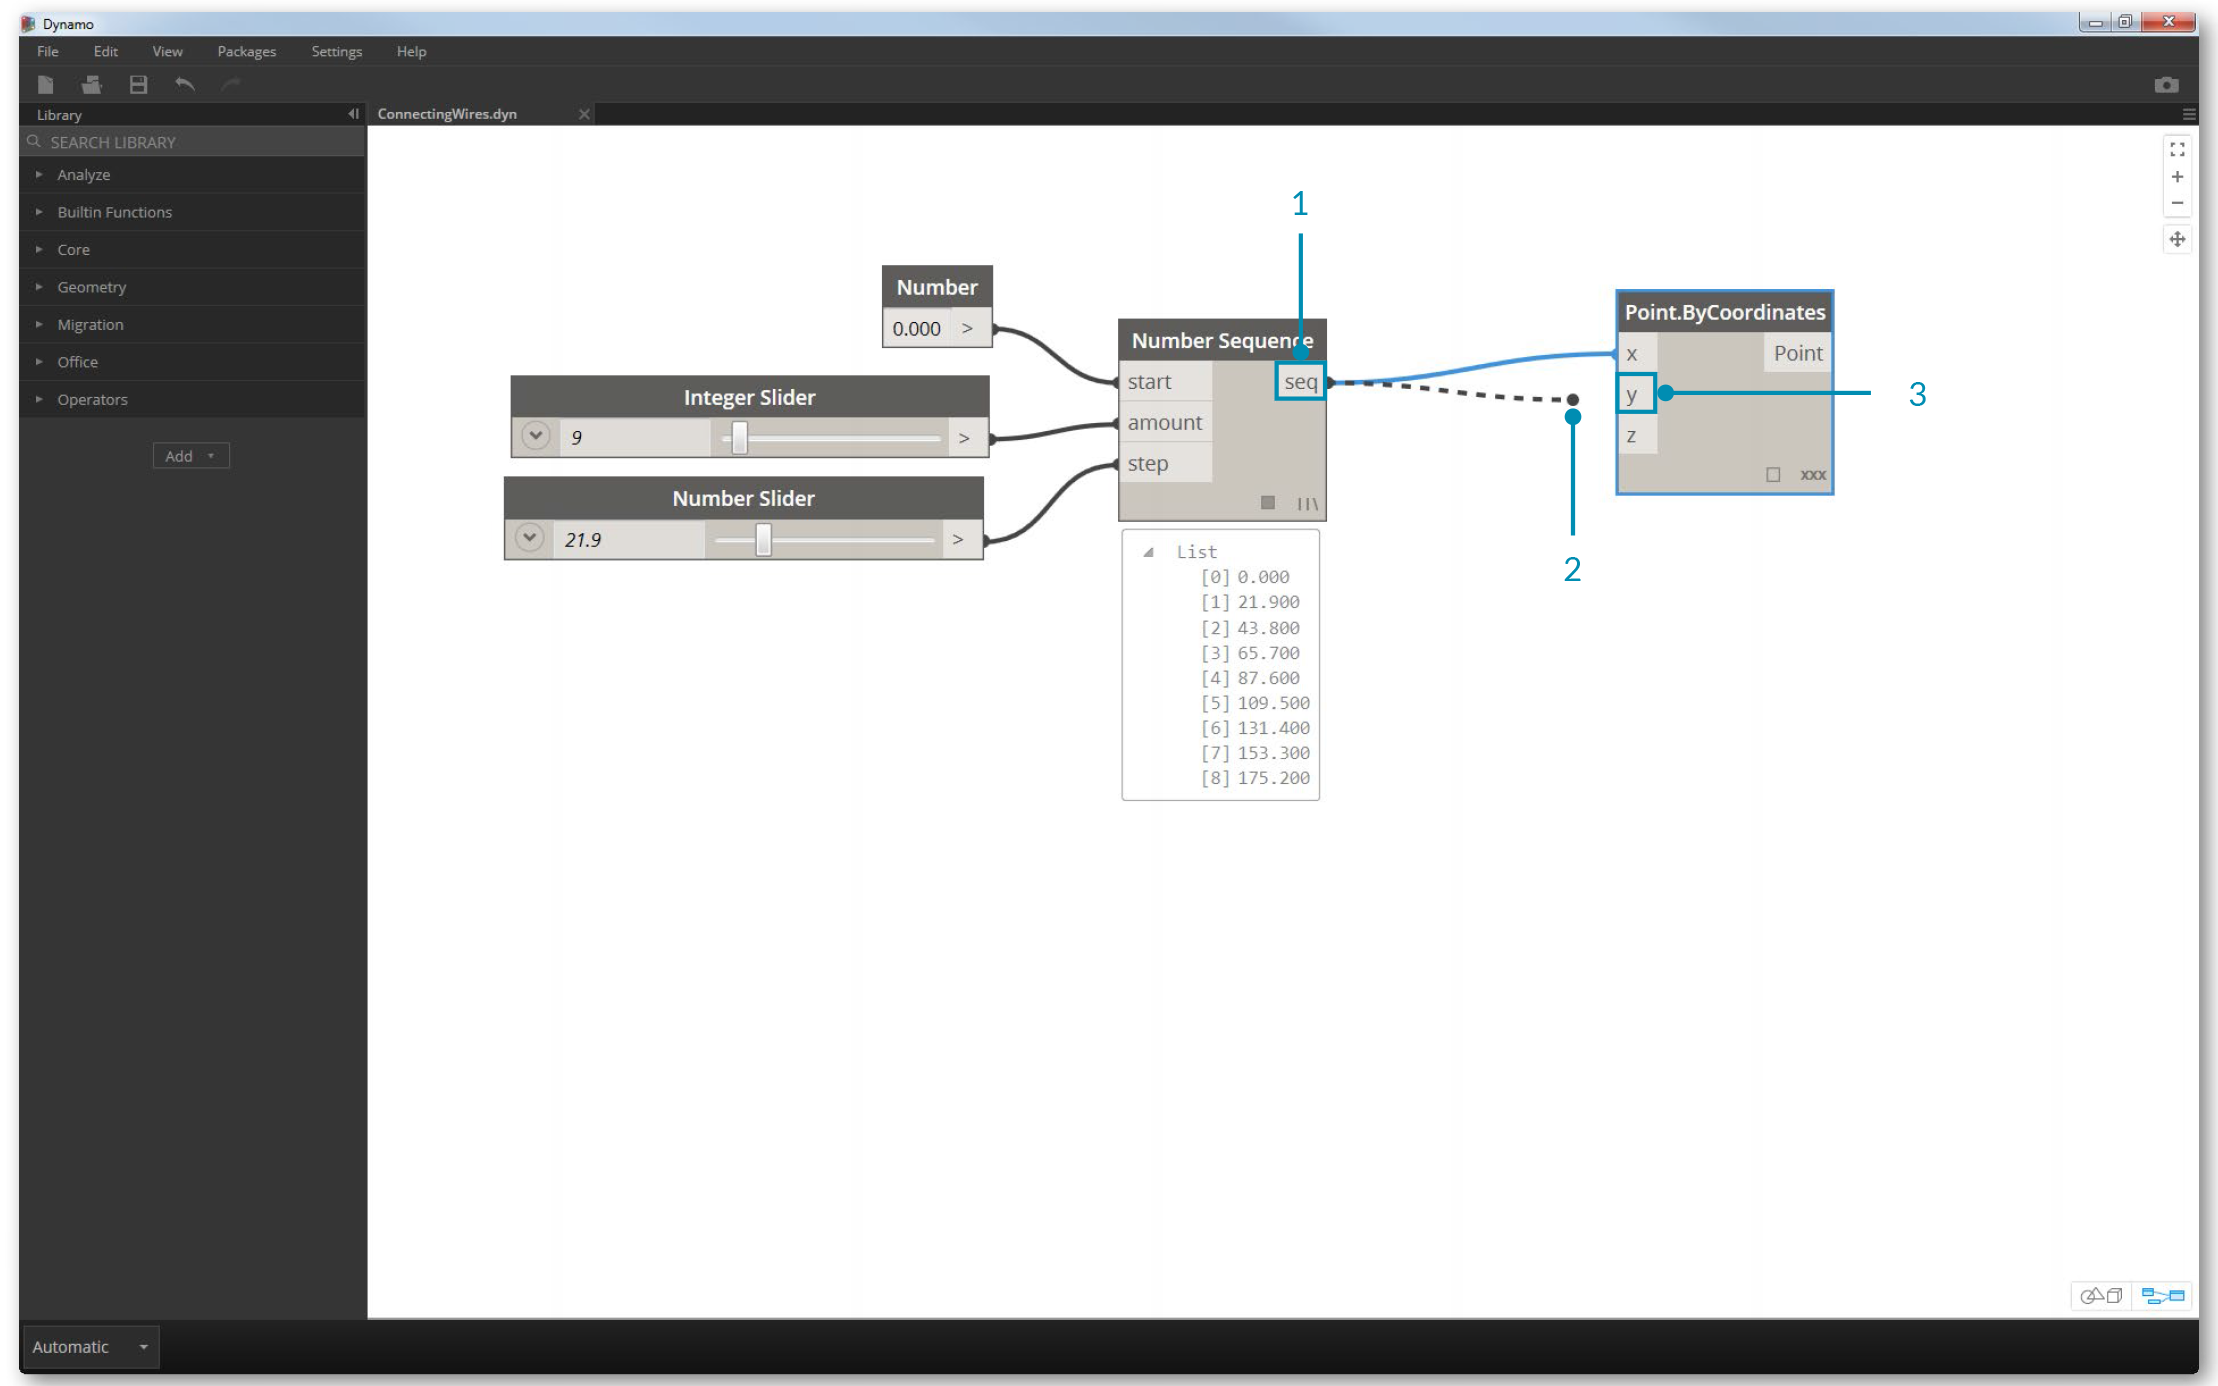 Dynamo
File Edit View Packages Settings Help
Library
ConnectingWires.dyn
SEARCH LIBRARY
Analyze
Builtin Functions
Core
Geometry
Migration
Office
Operators
Add
1
Number
0.000 >
Integer Slider
9 >
Number Slider
21.9 >
Number Sequence
start seq
amount
step
List
[0] 0.000
[1] 21.900
[2] 43.800
[3] 65.700
[4] 87.600
[5] 109.500
[6] 131.400
[7] 153.300
[8] 175.200
Point.ByCoordinates
x Point
y
z
xxx
2
3
Automatic